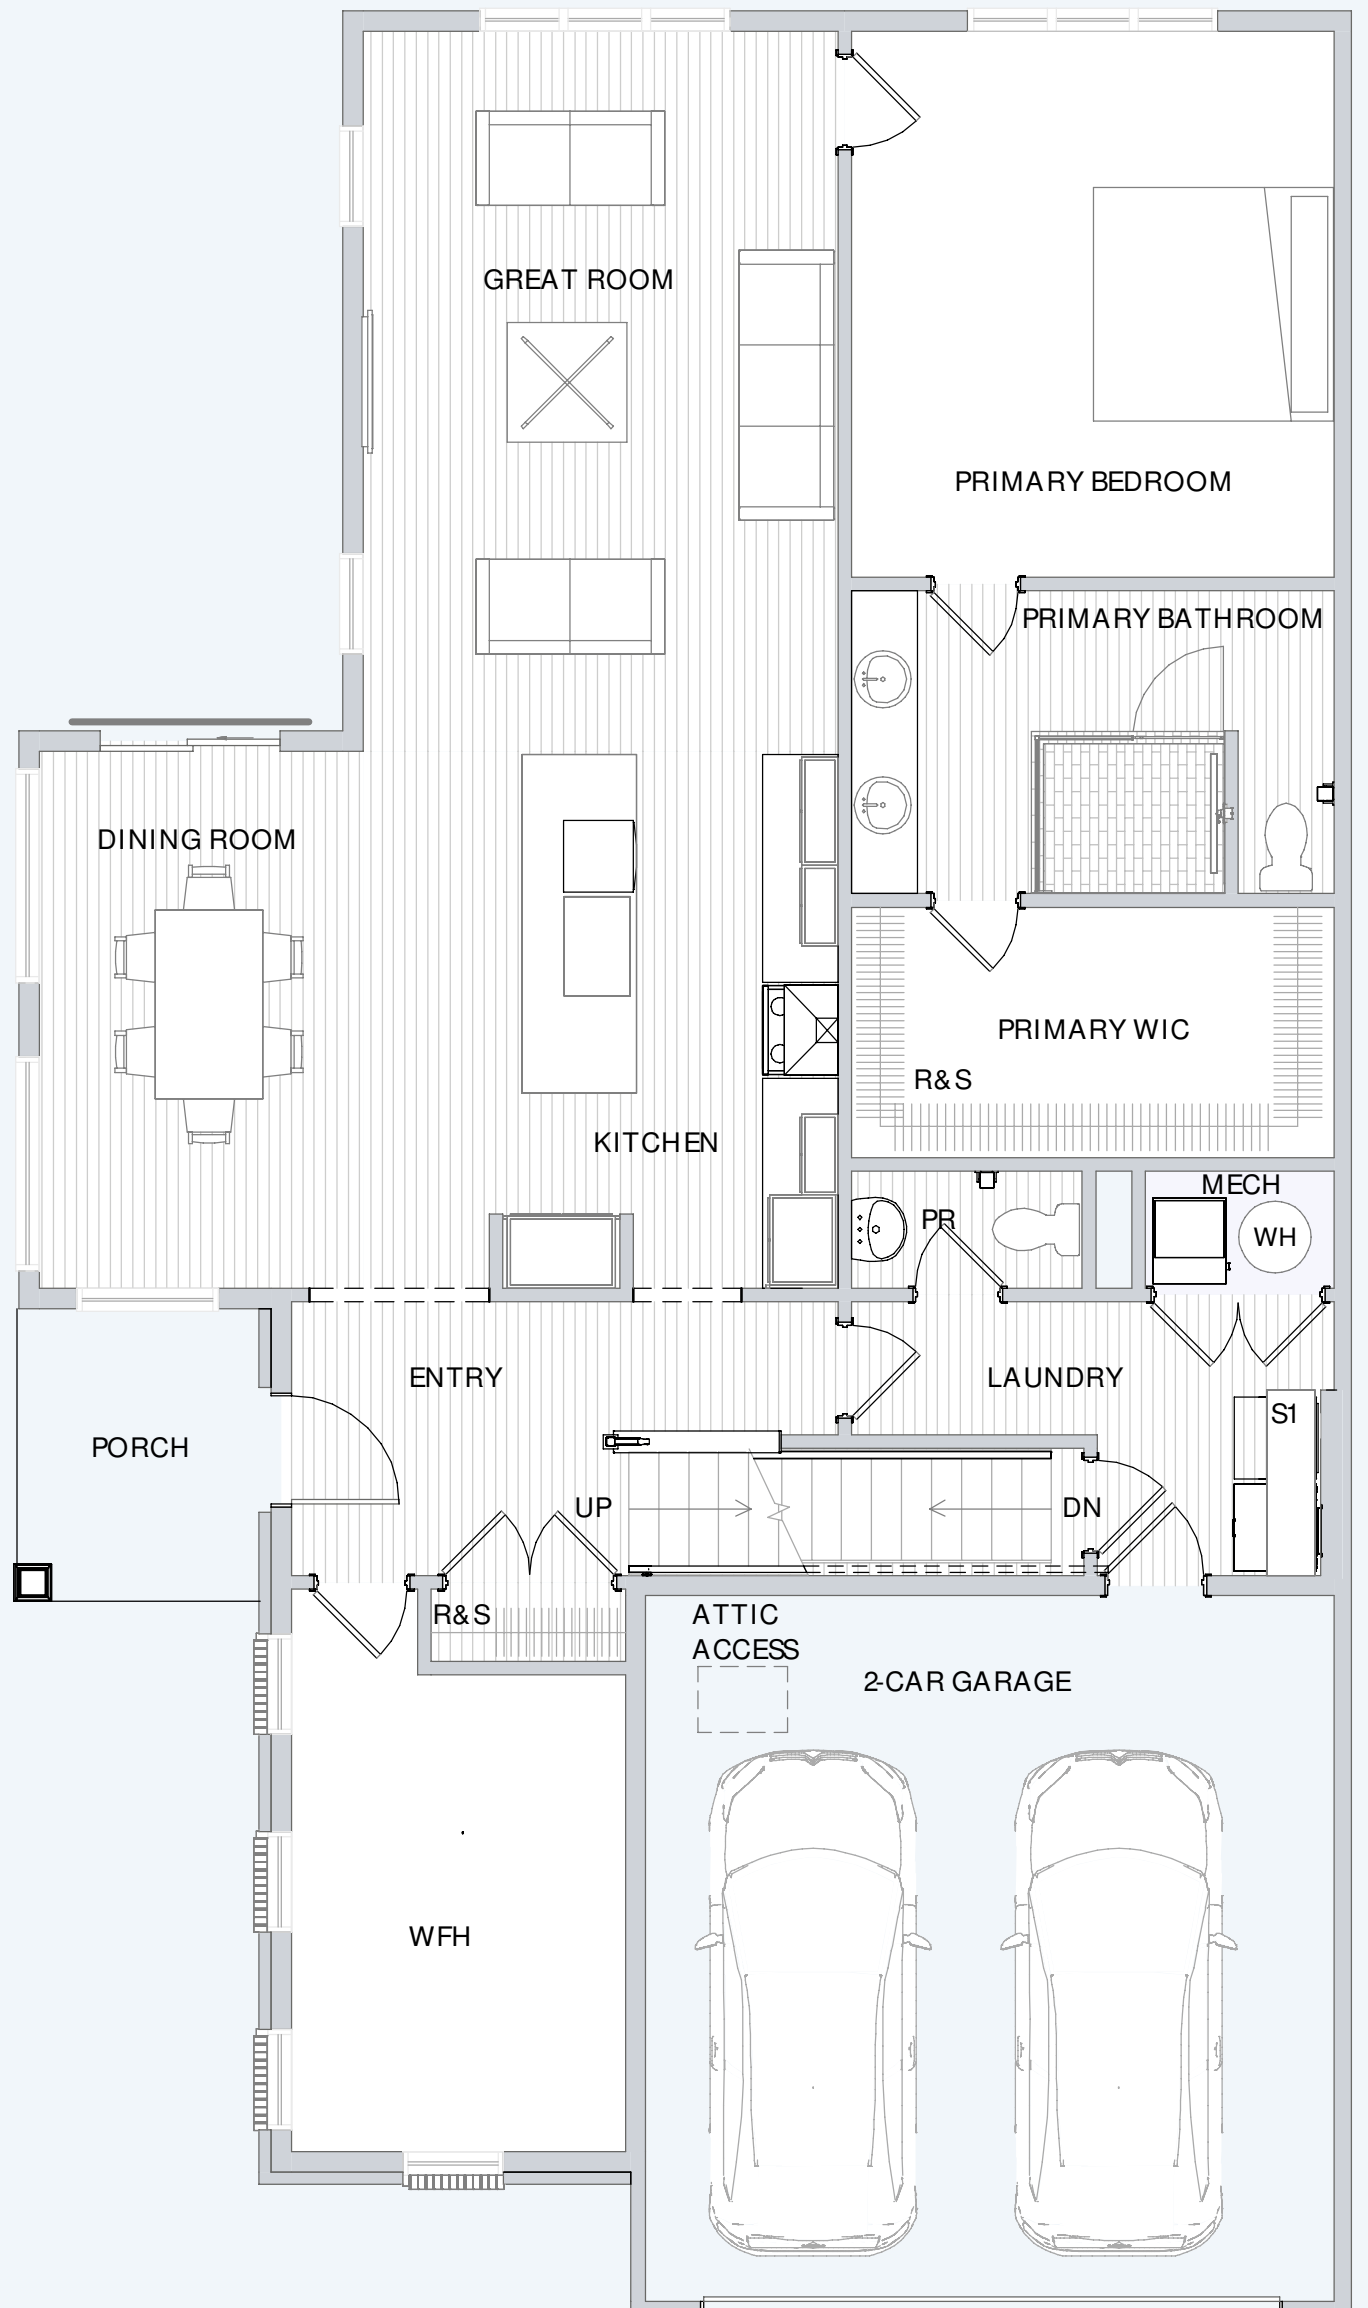 GREAT ROOM
PRIMARY BEDROOM
PRIMARY BATHROOM
DINING ROOM
PRIMARY WIC
R&S
KITCHEN
MECH
PR
WH
ENTRY
LAUNDRY
S1
PORCH
UP
DN
R&S
ATTIC
ACCESS
2-CAR GARAGE
WFH